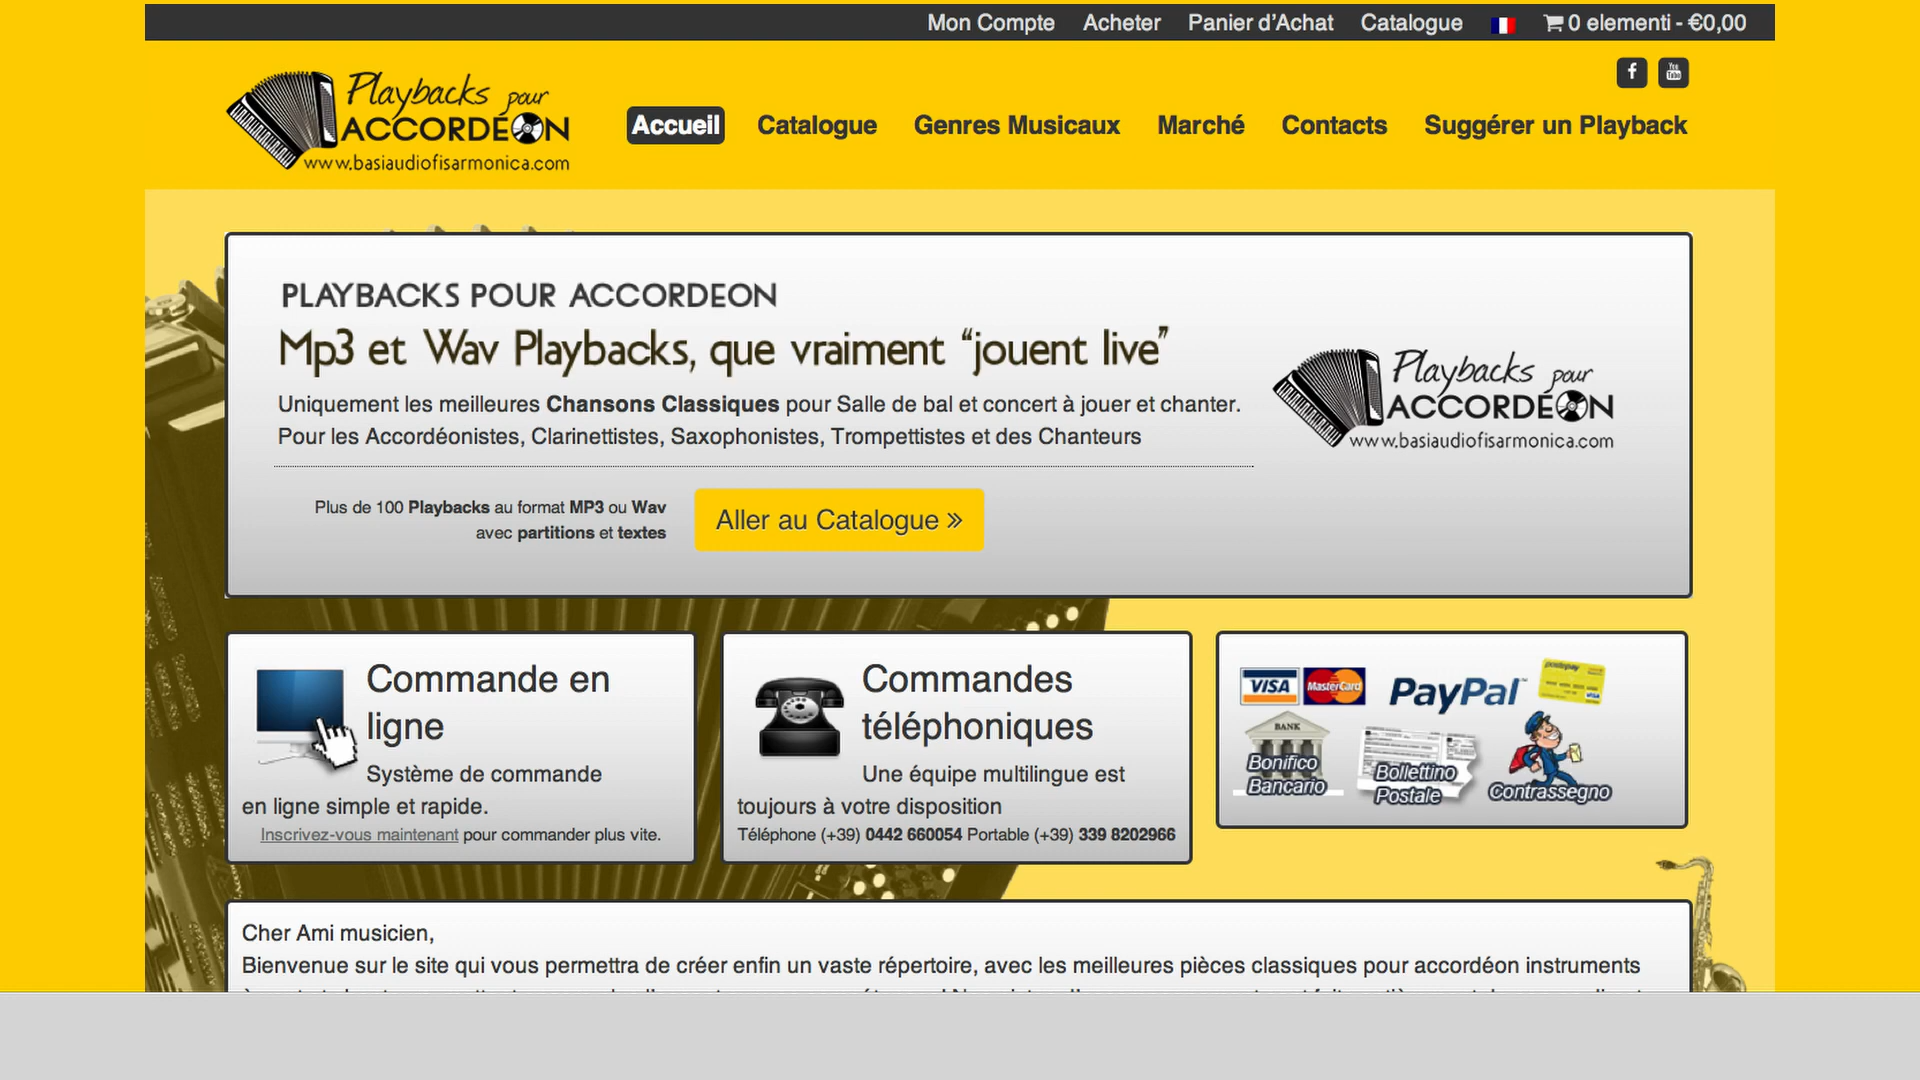 Mon Compte Acheter Panier d’Achat Catalogue 0 elementi - €0,00
Playbacks pour
ACCORDÉON
www.basiaudiofisarmonica.com
Accueil Catalogue Genres Musicaux Marché Contacts Suggérer un Playback
PLAYBACKS POUR ACCORDEON
Mp3 et Wav Playbacks, que vraiment “jouent live”
Uniquement les meilleures Chansons Classiques pour Salle de bal et concert à jouer et chanter.
Pour les Accordéonistes, Clarinettistes, Saxophonistes, Trompettistes et des Chanteurs
Plus de 100 Playbacks au format MP3 ou Wav
avec partitions et textes
Aller au Catalogue »
Playbacks pour
ACCORDÉON
www.basiaudiofisarmonica.com
Commande en
ligne
Système de commande
en ligne simple et rapide.
Inscrivez-vous maintenant pour commander plus vite.
Commandes
téléphoniques
Une équipe multilingue est
toujours à votre disposition
Téléphone (+39) 0442 660054 Portable (+39) 339 8202966
VISA MasterCard PayPal postepay
BANK
Bonifico
Bancario
Bollettino
Postale
Contrassegno
Cher Ami musicien,
Bienvenue sur le site qui vous permettra de créer enfin un vaste répertoire, avec les meilleures pièces classiques pour accordéon instruments